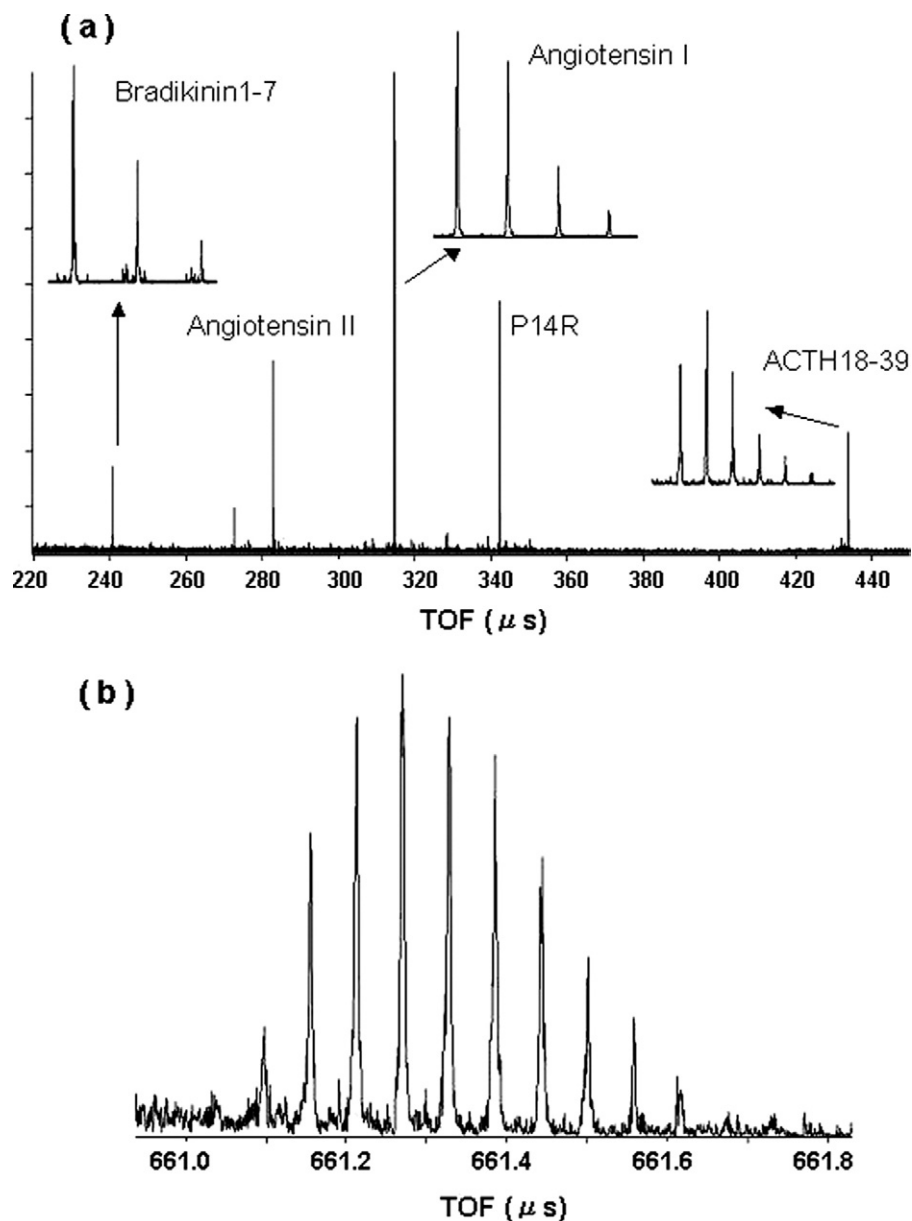 (a)
Bradikinin1-7
Angiotensin I
Angiotensin II
P14R
ACTH18-39
220 240 260 280 300 320 340 360 380 400 420 440
TOF (μs)
(b)
661.0 661.2 661.4 661.6 661.8
TOF (μs)